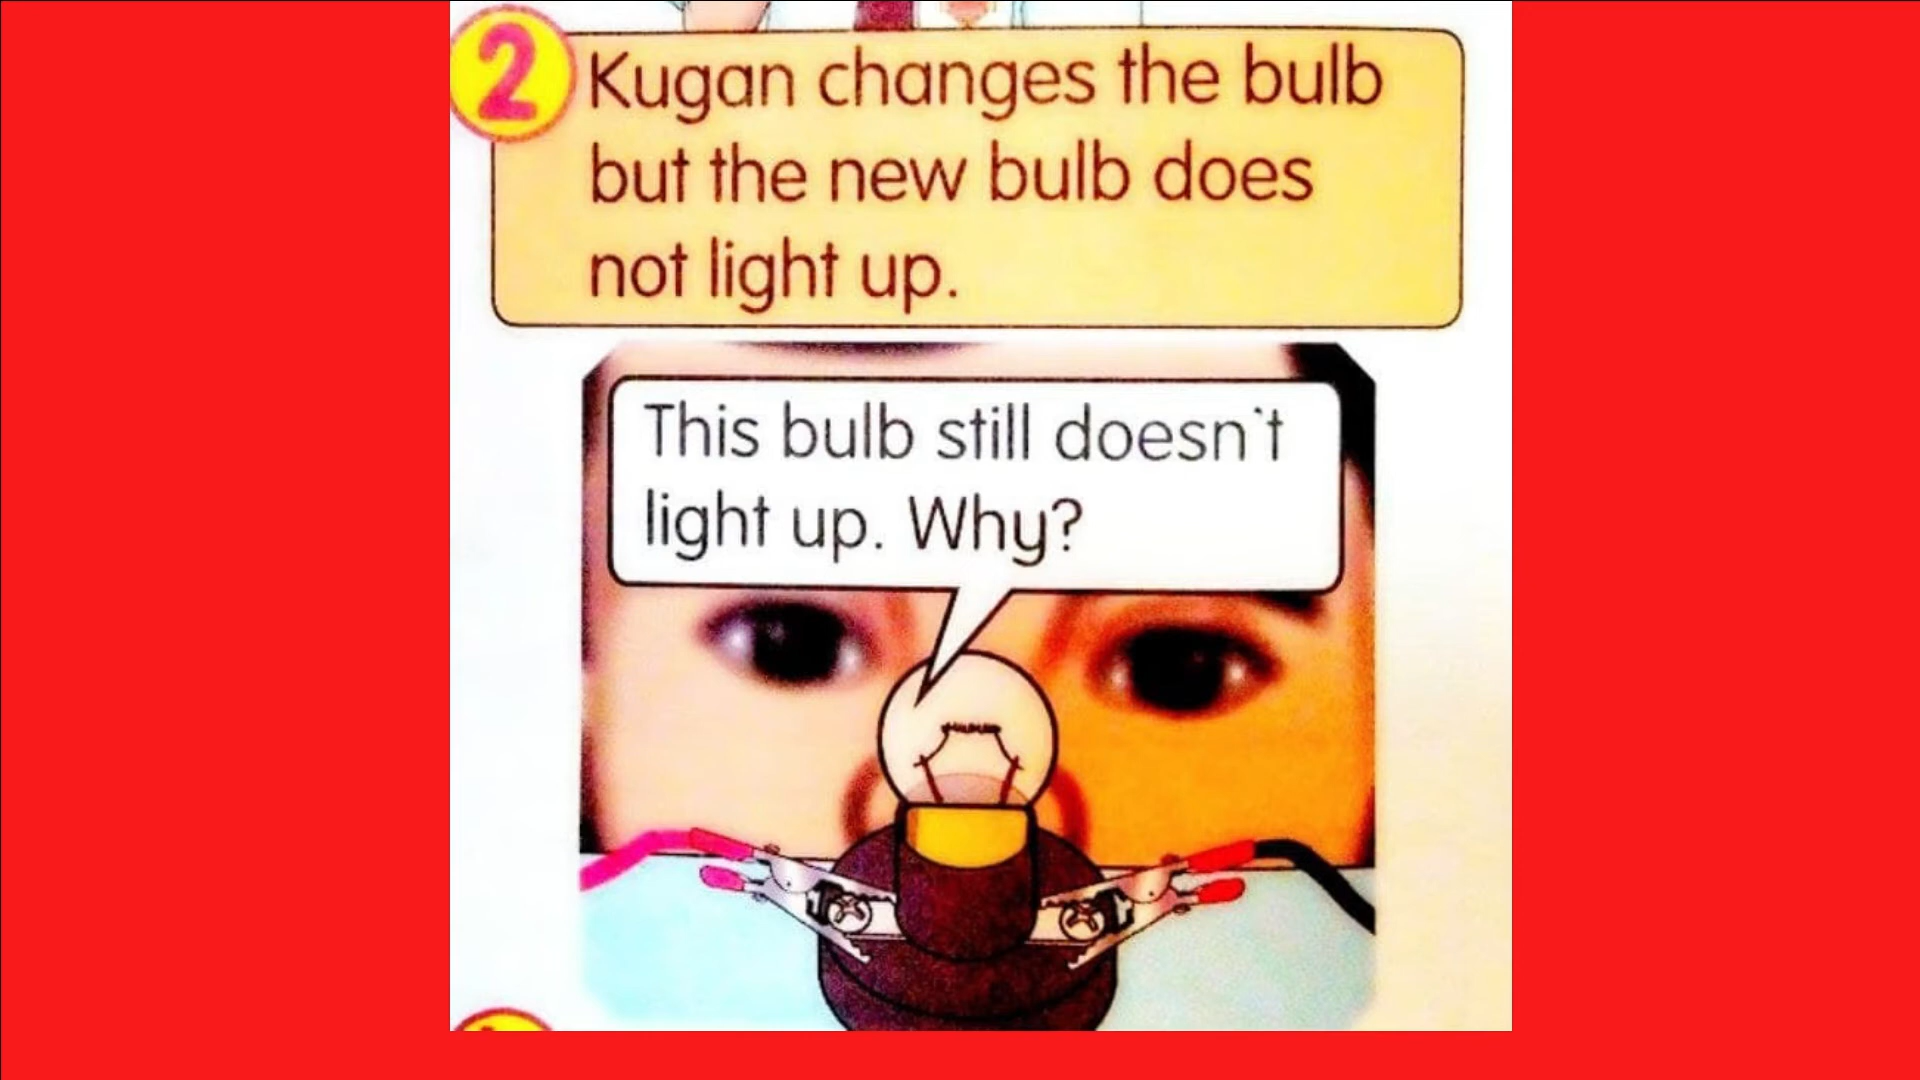 2
Kugan changes the bulb
but the new bulb does
not light up.
This bulb still doesn't
light up. Why?